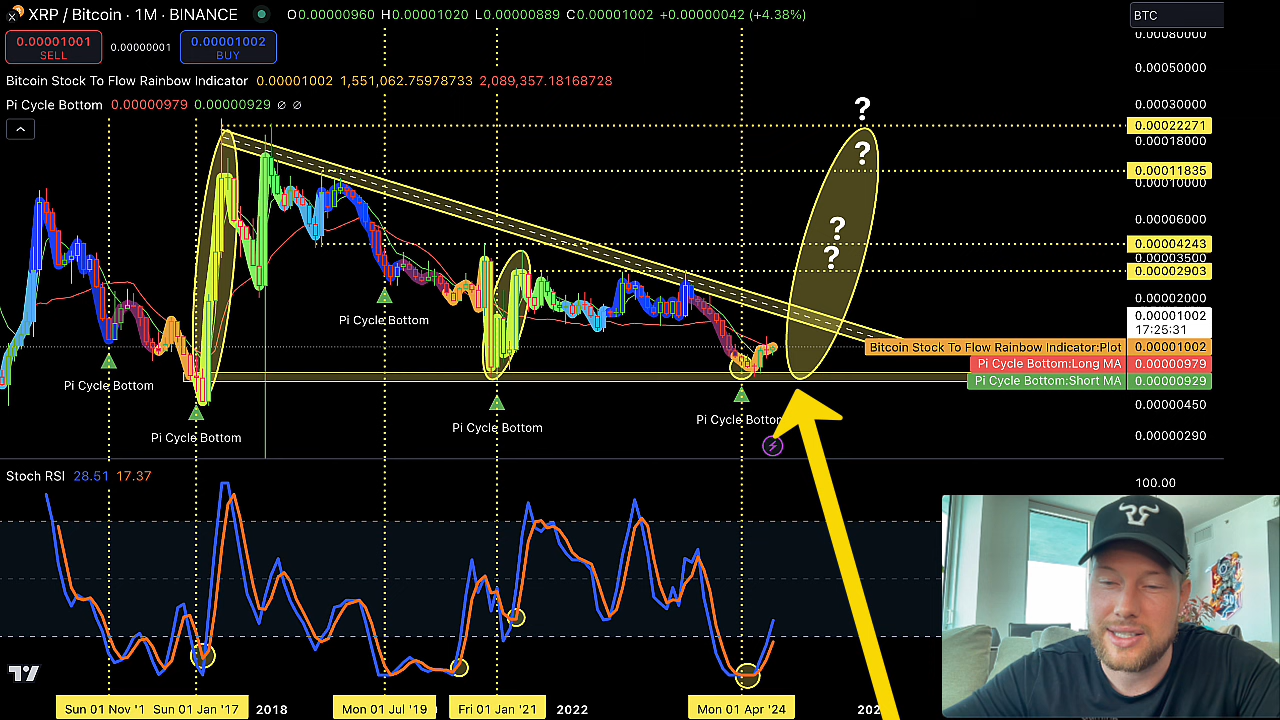 XRP / Bitcoin · 1M · BINANCE
O0.00000960 H0.00001020 L0.00000889 C0.00001002 +0.00000042 (+4.38%)
BTC
0.00001001
SELL
0.00000001
0.00001002
BUY
Bitcoin Stock To Flow Rainbow Indicator 0.00001002 1,551,062.75978733 2,089,357.18168728
Pi Cycle Bottom 0.00000979 0.00000929 ∅ ∅
0.00080000
0.00050000
0.00030000
0.00022271
0.00018000
0.00011835
0.00010000
0.00006000
0.00004243
0.00003500
0.00002903
0.00002000
0.00001002
17:25:31
Bitcoin Stock To Flow Rainbow Indicator:Plot 0.00001002
Pi Cycle Bottom:Long MA 0.00000979
Pi Cycle Bottom:Short MA 0.00000929
0.00000450
0.00000290
?
?
?
?
Pi Cycle Bottom
Pi Cycle Bottom
Pi Cycle Bottom
Pi Cycle Bottom
Pi Cycle Bottom
Stoch RSI 28.51 17.37
100.00
Sun 01 Nov '1
Sun 01 Jan '17
2018
Mon 01 Jul '19
Fri 01 Jan '21
2022
Mon 01 Apr '24
202